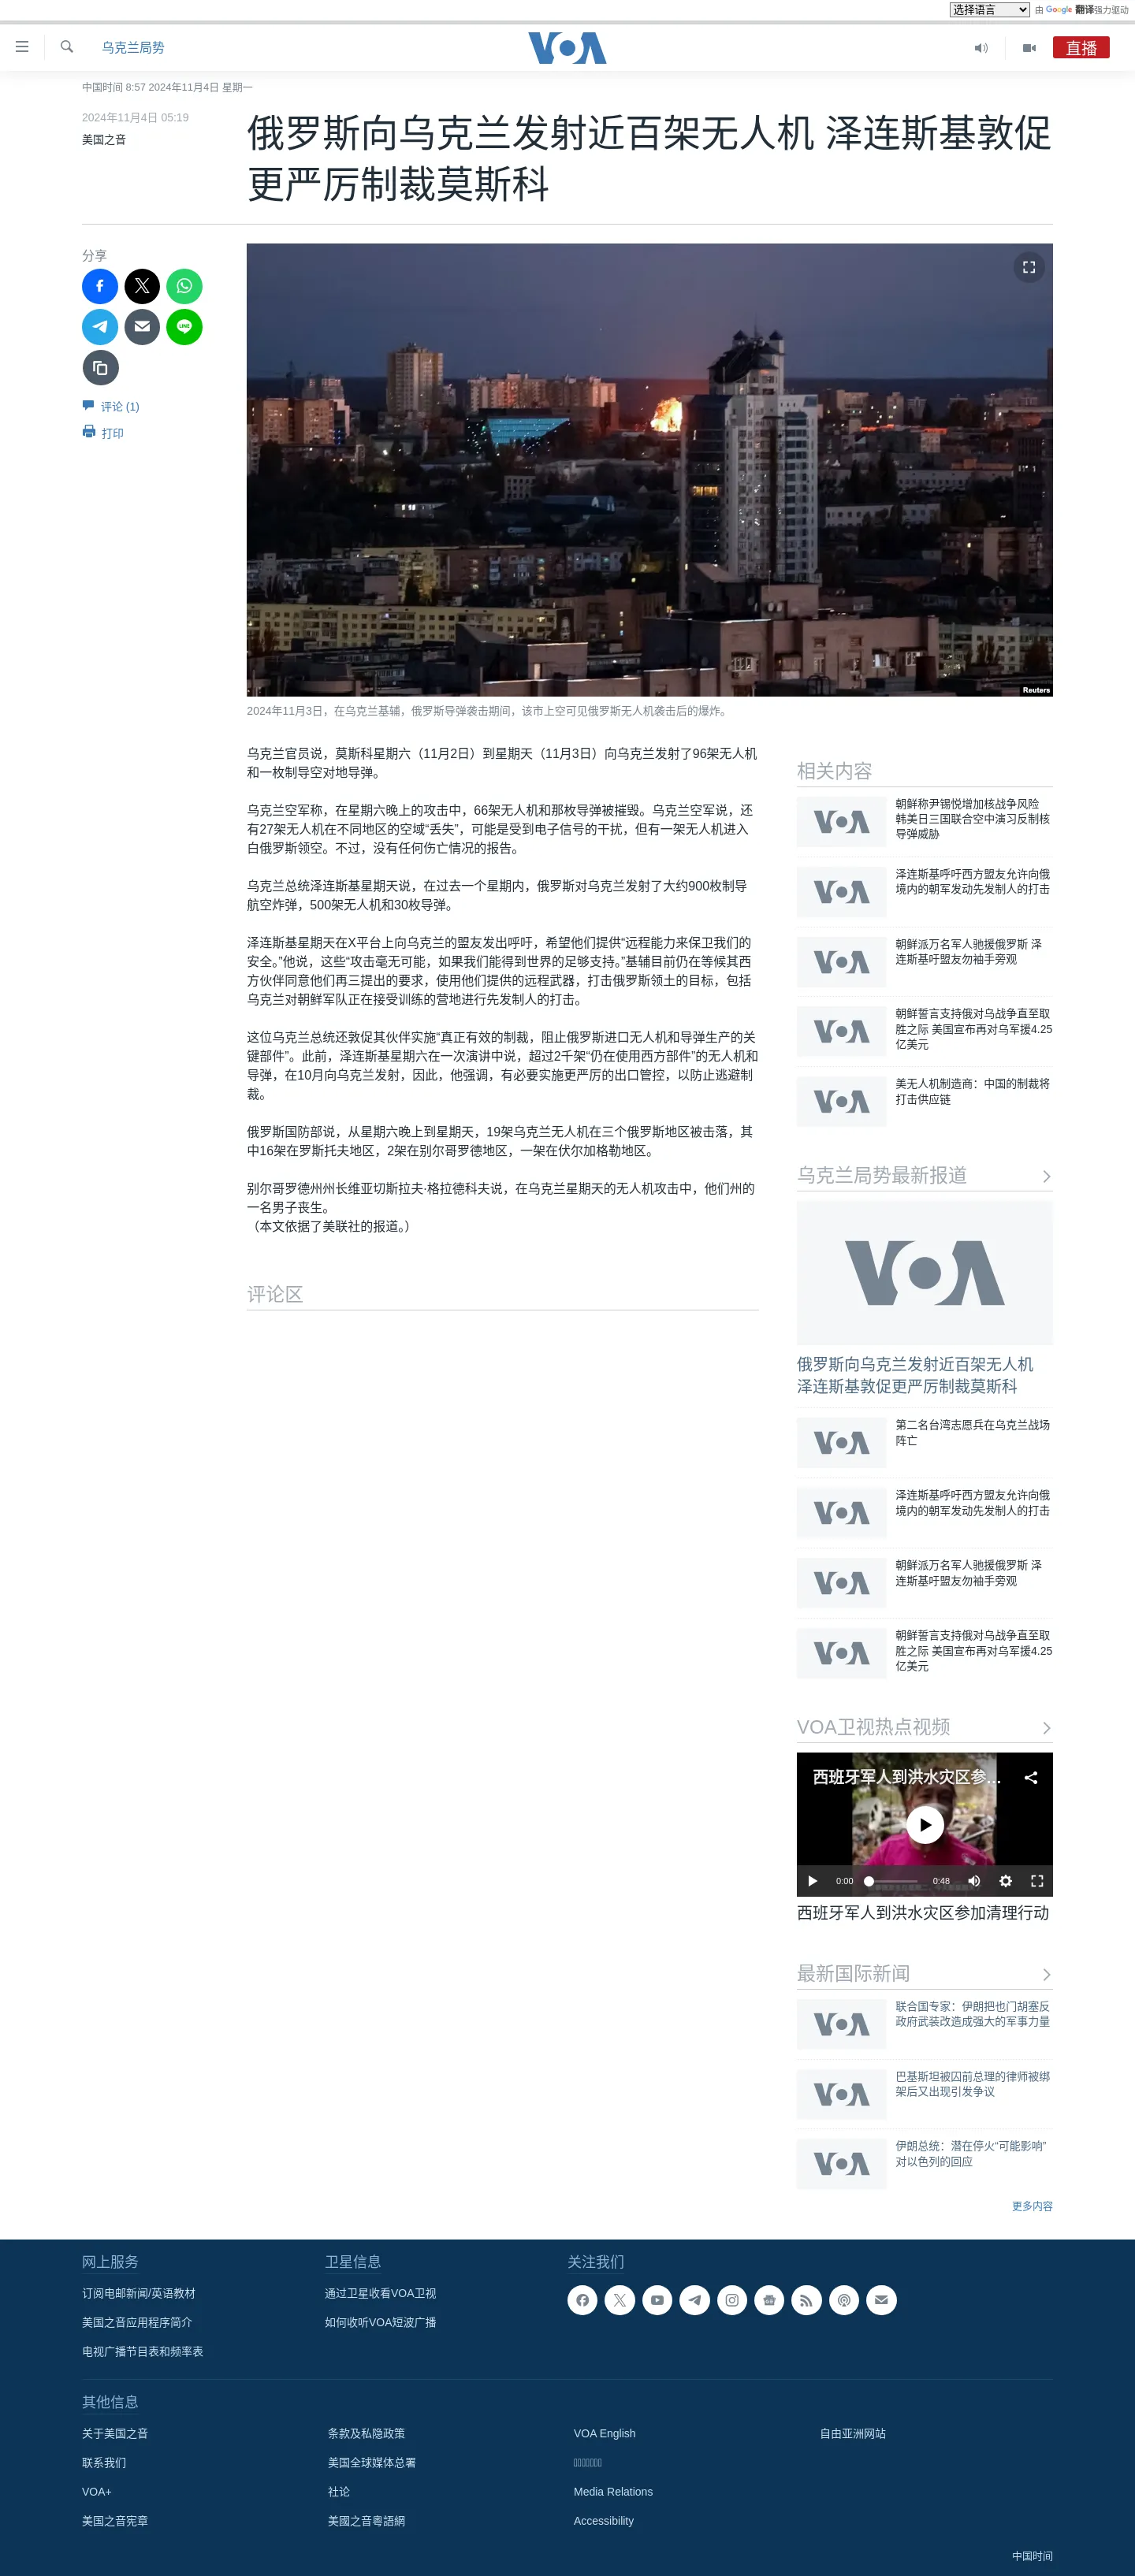 选择语言
由 Google 翻译强力驱动
乌克兰局势
VOA
直播
中国时间 8:57 2024年11月4日 星期一
2024年11月4日 05:19
美国之音
俄罗斯向乌克兰发射近百架无人机 泽连斯基敦促
更严厉制裁莫斯科
分享
LINE
评论 (1)
打印
Reuters
2024年11月3日，在乌克兰基辅，俄罗斯导弹袭击期间，该市上空可见俄罗斯无人机袭击后的爆炸。
乌克兰官员说，莫斯科星期六（11月2日）到星期天（11月3日）向乌克兰发射了96架无人机
和一枚制导空对地导弹。
乌克兰空军称，在星期六晚上的攻击中，66架无人机和那枚导弹被摧毁。乌克兰空军说，还
有27架无人机在不同地区的空域“丢失”，可能是受到电子信号的干扰，但有一架无人机进入
白俄罗斯领空。不过，没有任何伤亡情况的报告。
乌克兰总统泽连斯基星期天说，在过去一个星期内，俄罗斯对乌克兰发射了大约900枚制导
航空炸弹，500架无人机和30枚导弹。
泽连斯基星期天在X平台上向乌克兰的盟友发出呼吁，希望他们提供“远程能力来保卫我们的
安全。”他说，这些“攻击毫无可能，如果我们能得到世界的足够支持。”基辅目前仍在等候其西
方伙伴同意他们再三提出的要求，使用他们提供的远程武器，打击俄罗斯领土的目标，包括
乌克兰对朝鲜军队正在接受训练的营地进行先发制人的打击。
这位乌克兰总统还敦促其伙伴实施“真正有效的制裁，阻止俄罗斯进口无人机和导弹生产的关
键部件”。此前，泽连斯基星期六在一次演讲中说，超过2千架“仍在使用西方部件”的无人机和
导弹，在10月向乌克兰发射，因此，他强调，有必要实施更严厉的出口管控，以防止逃避制
裁。
俄罗斯国防部说，从星期六晚上到星期天，19架乌克兰无人机在三个俄罗斯地区被击落，其
中16架在罗斯托夫地区，2架在别尔哥罗德地区，一架在伏尔加格勒地区。
别尔哥罗德州州长维亚切斯拉夫·格拉德科夫说，在乌克兰星期天的无人机攻击中，他们州的
一名男子丧生。
（本文依据了美联社的报道。）
评论区
相关内容
VOA
朝鲜称尹锡悦增加核战争风险
韩美日三国联合空中演习反制核
导弹威胁
VOA
泽连斯基呼吁西方盟友允许向俄
境内的朝军发动先发制人的打击
VOA
朝鲜派万名军人驰援俄罗斯 泽
连斯基吁盟友勿袖手旁观
VOA
朝鲜誓言支持俄对乌战争直至取
胜之际 美国宣布再对乌军援4.25
亿美元
VOA
美无人机制造商：中国的制裁将
打击供应链
乌克兰局势最新报道
VOA
俄罗斯向乌克兰发射近百架无人机
泽连斯基敦促更严厉制裁莫斯科
VOA
第二名台湾志愿兵在乌克兰战场
阵亡
VOA
泽连斯基呼吁西方盟友允许向俄
境内的朝军发动先发制人的打击
VOA
朝鲜派万名军人驰援俄罗斯 泽
连斯基吁盟友勿袖手旁观
VOA
朝鲜誓言支持俄对乌战争直至取
胜之际 美国宣布再对乌军援4.25
亿美元
VOA卫视热点视频
西班牙军人到洪水灾区参...
0:00
0:48
西班牙军人到洪水灾区参加清理行动
最新国际新闻
VOA
联合国专家：伊朗把也门胡塞反
政府武装改造成强大的军事力量
VOA
巴基斯坦被囚前总理的律师被绑
架后又出现引发争议
VOA
伊朗总统：潜在停火“可能影响”
对以色列的回应
更多内容
网上服务
订阅电邮新闻/英语教材
美国之音应用程序简介
电视广播节目表和频率表
卫星信息
通过卫星收看VOA卫视
如何收听VOA短波广播
关注我们
其他信息
关于美国之音
联系我们
VOA+
美国之音宪章
条款及私隐政策
美国全球媒体总署
社论
美國之音粵語網
VOA English
Media Relations
Accessibility
自由亚洲网站
中国时间